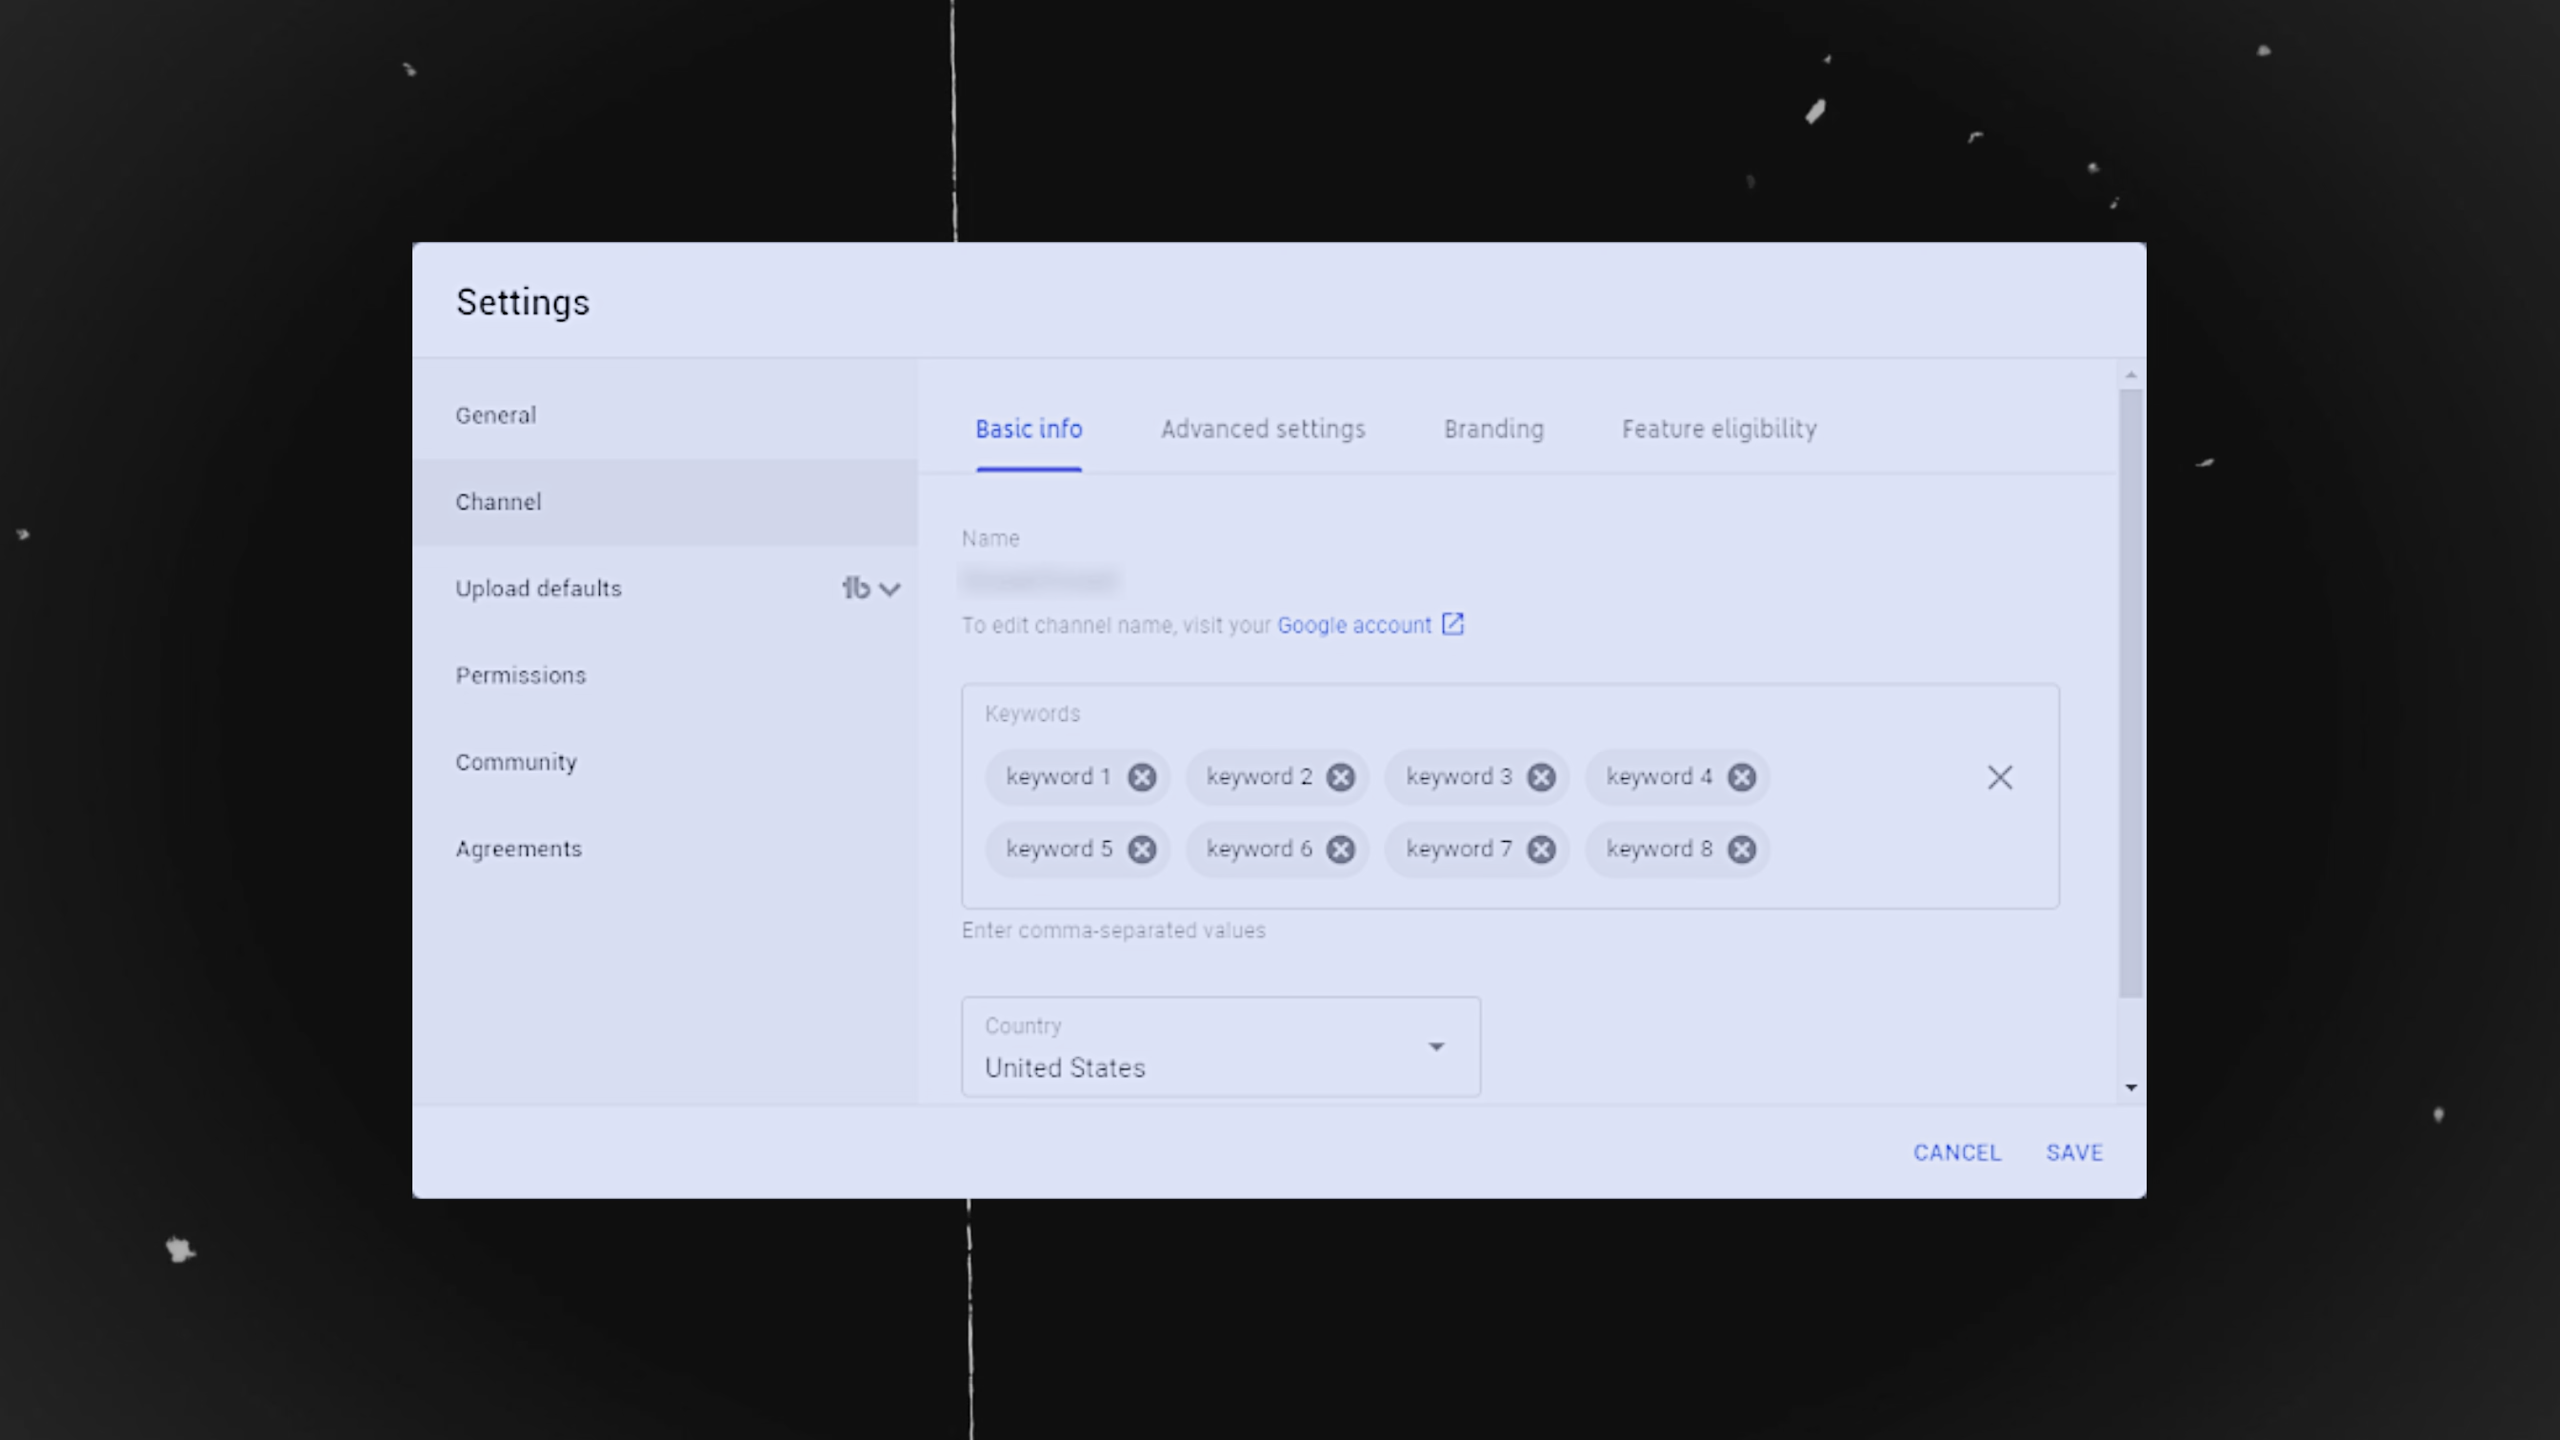 Settings
General
Channel
Upload defaults
Permissions
Community
Agreements
Basic info Advanced settings Branding Feature eligibility
Name
To edit channel name, visit your Google account
Keywords
keyword 1 keyword 2 keyword 3 keyword 4
keyword 5 keyword 6 keyword 7 keyword 8
Enter comma-separated values
Country
United States
CANCEL SAVE